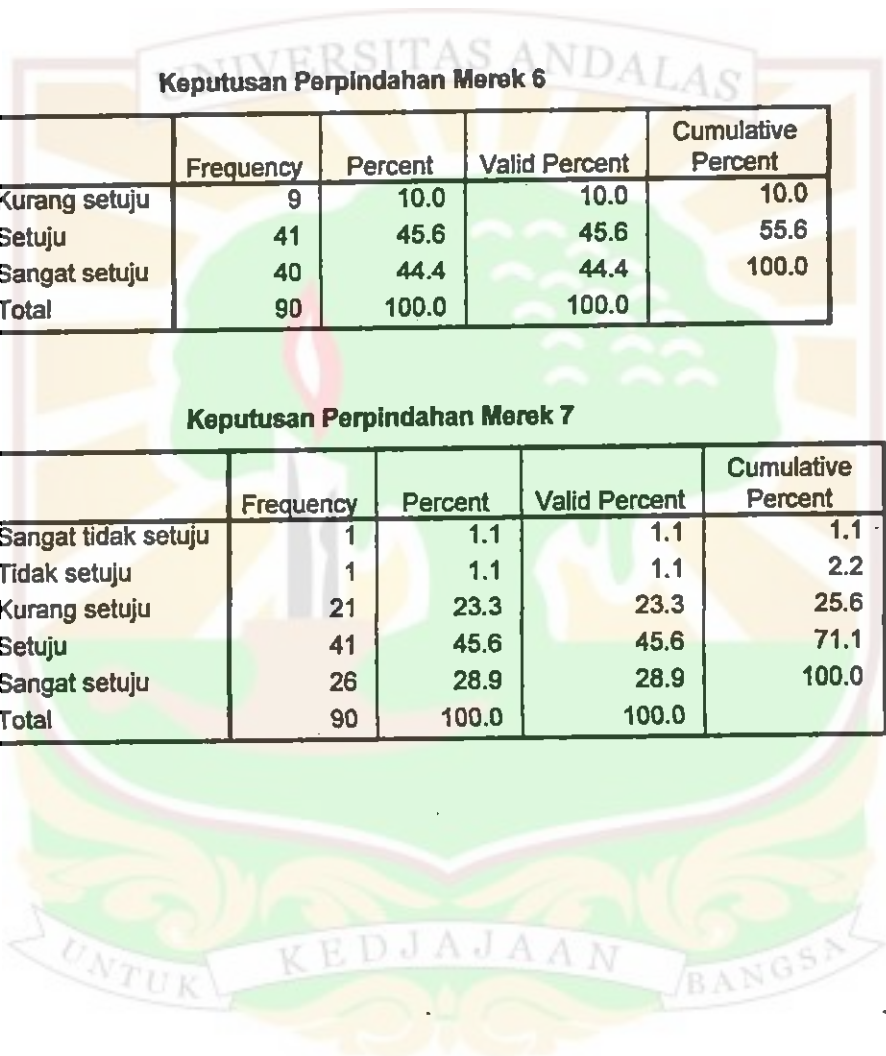 UNIVERSITAS ANDALAS
Keputusan Perpindahan Merek 6
Cumulative
Frequency Percent Valid Percent Percent
Kurang setuju 9 10.0 10.0 10.0
Setuju 41 45.6 45.6 55.6
Sangat setuju 40 44.4 44.4 100.0
Total 90 100.0 100.0
Keputusan Perpindahan Merek 7
Cumulative
Frequency Percent Valid Percent Percent
Sangat tidak setuju 1 1.1 1.1 1.1
Tidak setuju 1 1.1 1.1 2.2
Kurang setuju 21 23.3 23.3 25.6
Setuju 41 45.6 45.6 71.1
Sangat setuju 26 28.9 28.9 100.0
Total 90 100.0 100.0
UNTUK KEDJAJAAN BANGSA